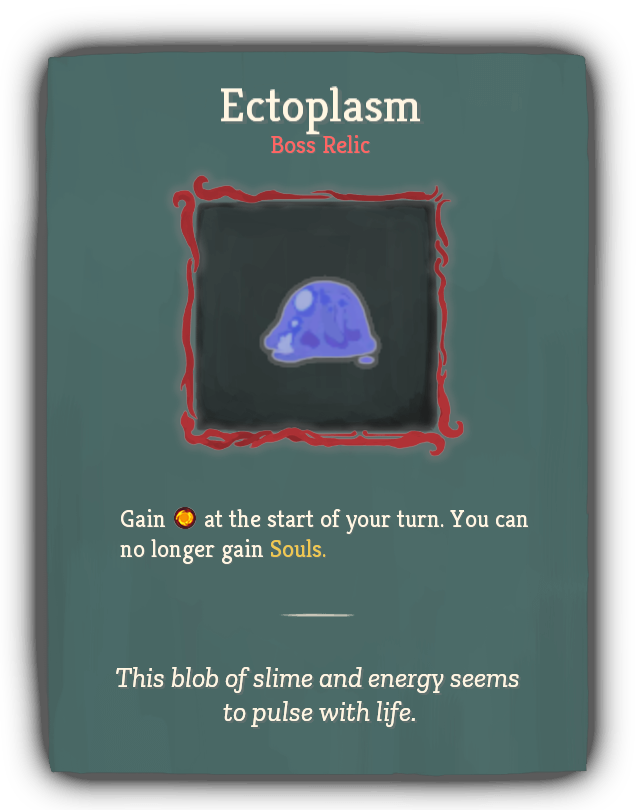 Ectoplasm
Boss Relic
Gain at the start of your turn. You can
no longer gain Souls.
This blob of slime and energy seems
to pulse with life.